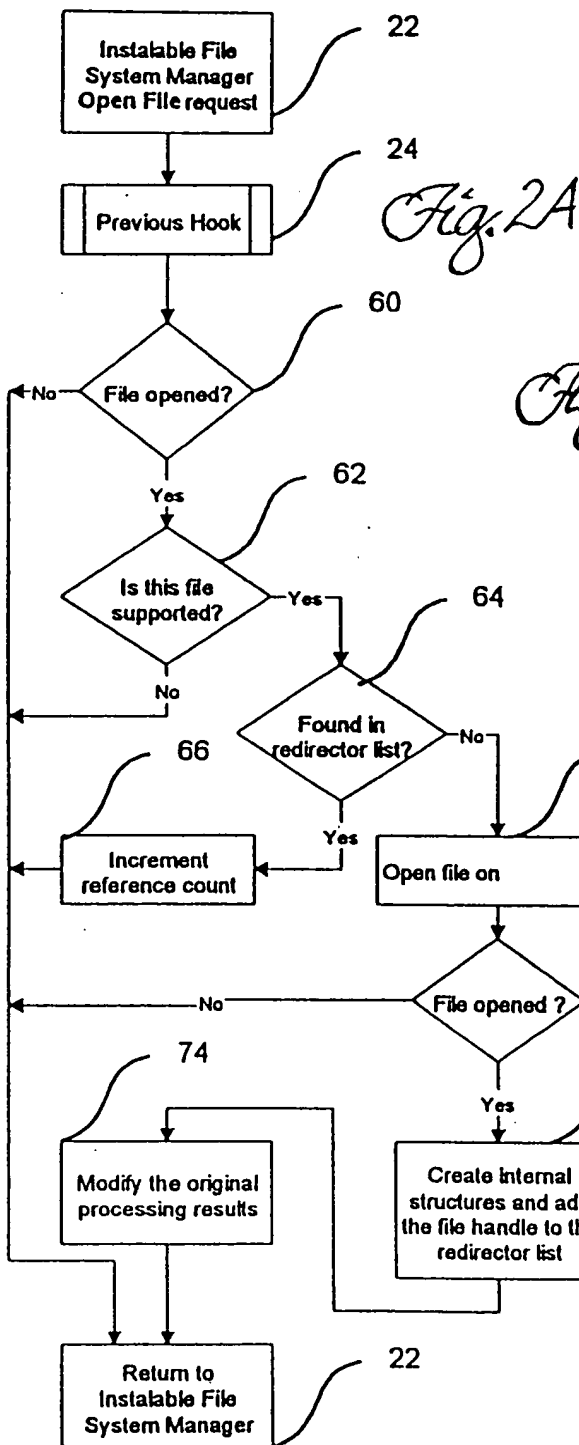 22
Instalable File
System Manager
Open File request
24
Previous Hook
Fig. 2A
60
File opened?
No
Yes
62
Is this file
supported?
Yes
No
64
Found in
redirector list?
No
Yes
66
Increment
reference count
Open file on
File opened ?
No
Yes
74
Modify the original
processing results
Create internal
structures and ad
the file handle to th
redirector list
22
Return to
Instalable File
System Manager